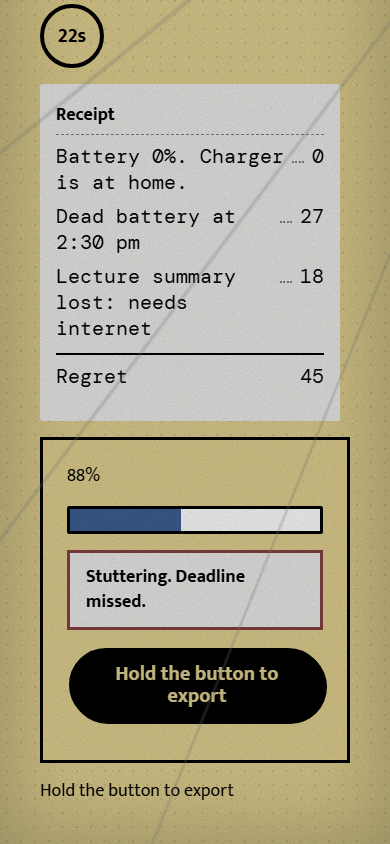 22s
Receipt
Battery 0%. Charger .... 0
is at home.
Dead battery at .... 27
2:30 pm
Lecture summary .... 18
lost: needs
internet
Regret 45
88%
Stuttering. Deadline
missed.
Hold the button to
export
Hold the button to export